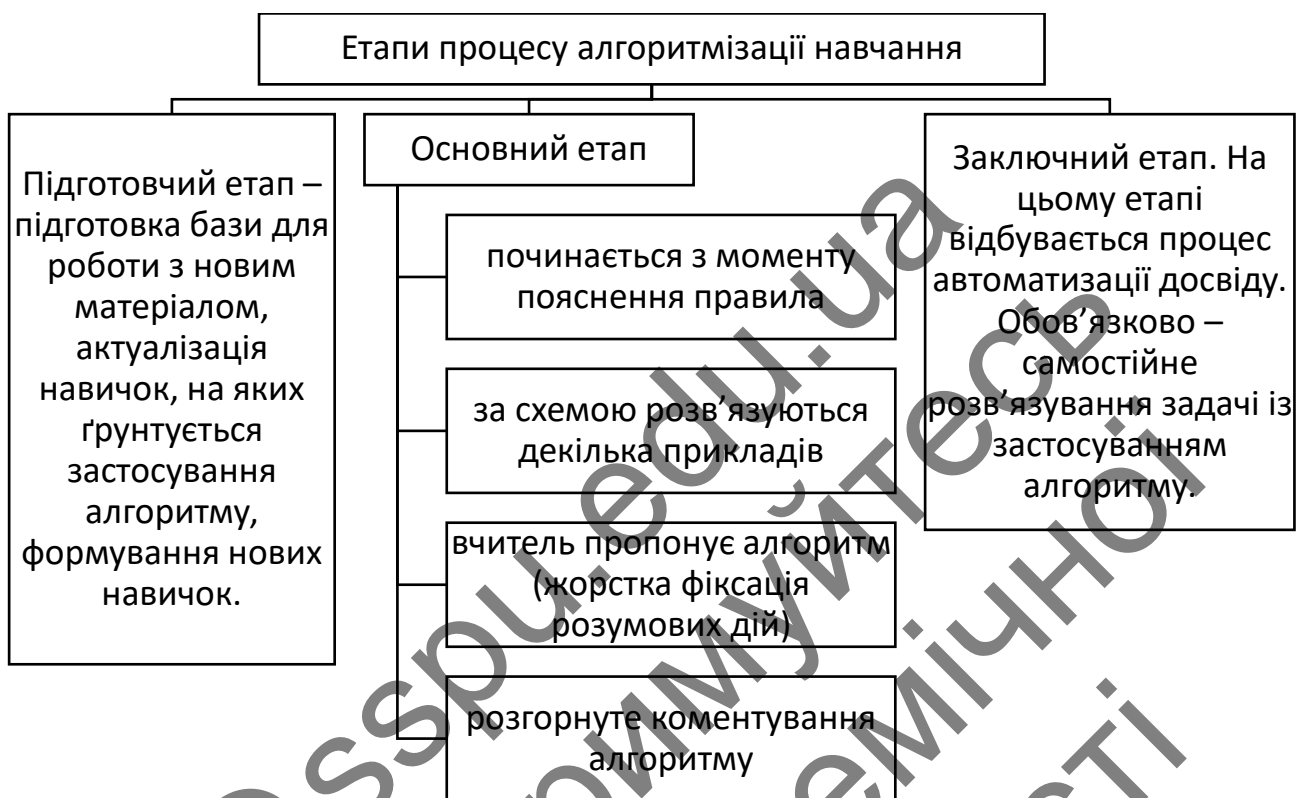 Етапи процесу алгоритмізації навчання
Підготовчий етап –
підготовка бази для
роботи з новим
матеріалом,
актуалізація
навичок, на яких
ґрунтується
застосування
алгоритму,
формування нових
навичок.
Основний етап
починається з моменту
пояснення правила
за схемою розв’язуються
декілька прикладів
вчитель пропонує алгоритм
(жорстка фіксація
розумових дій)
розгорнуте коментування
алгоритму
Заключний етап. На
цьому етапі
відбувається процес
автоматизації досвіду.
Обов’язково –
самостійне
розв’язування задачі із
застосуванням
алгоритму.
sspu.edu.ua